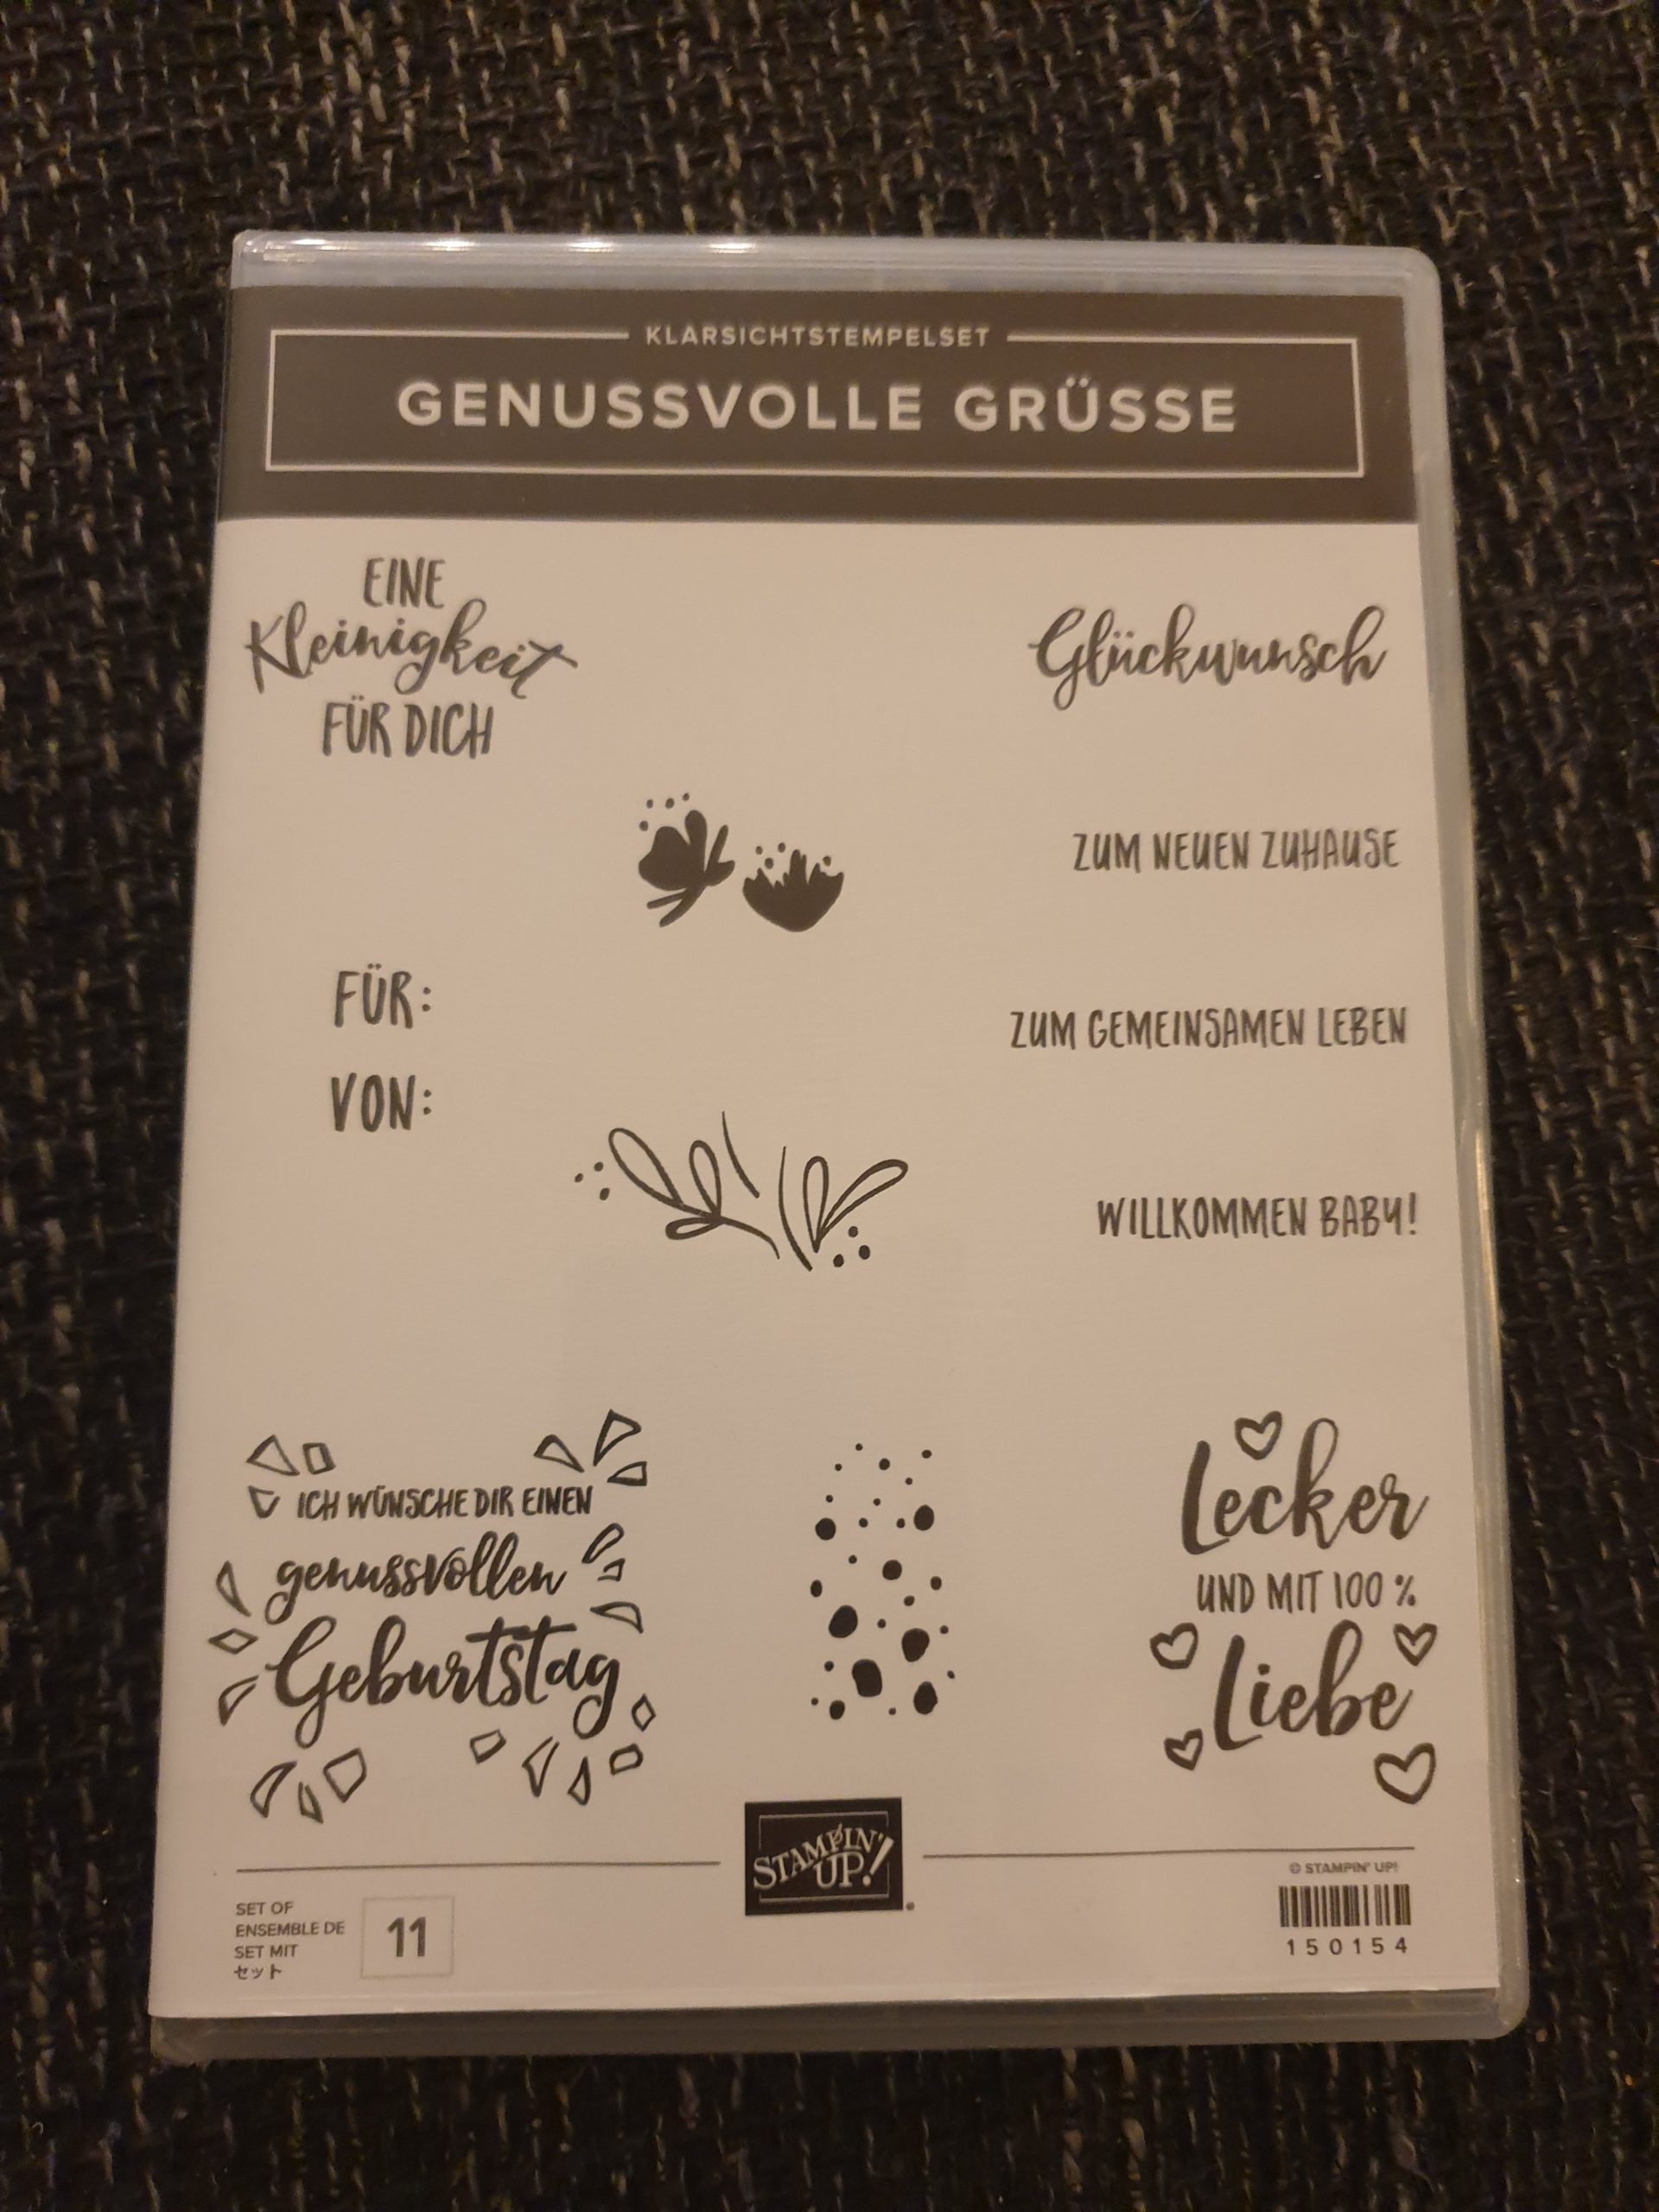 KLARSICHTSTEMPELSET
GENUSSVOLLE GRÜSSE
EINE
Kleinigkeit
FÜR DICH
Glückwunsch
ZUM NEUEN ZUHAUSE
FÜR:
VON:
ZUM GEMEINSAMEN LEBEN
WILLKOMMEN BABY!
ICH WÜNSCHE DIR EINEN
genussvollen
Geburtstag
Lecker
UND MIT 100 %
Liebe
STAMPIN'
UP!
®
SET OF
ENSEMBLE DE
SET MIT
セット
11
© STAMPIN' UP!
150154